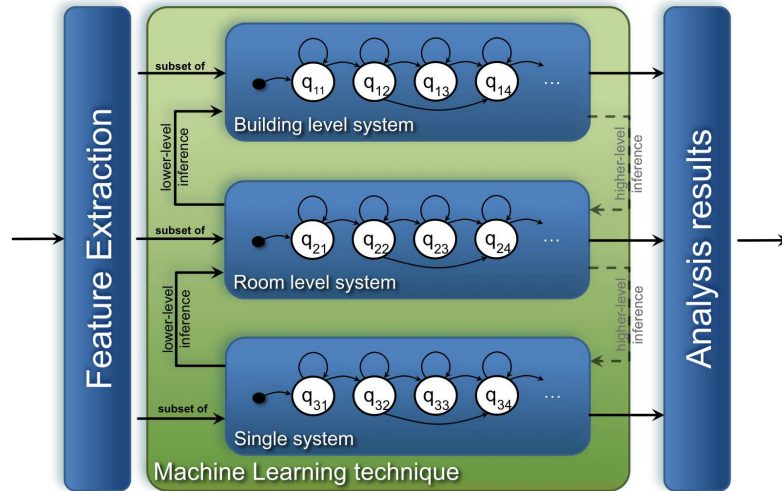 Feature Extraction
subset of
q11
q12
q13
q14
...
Building level system
lower-level
inference
higher-level
inference
subset of
q21
q22
q23
q24
...
Room level system
lower-level
inference
higher-level
inference
subset of
q31
q32
q33
q34
...
Single system
Machine Learning technique
Analysis results